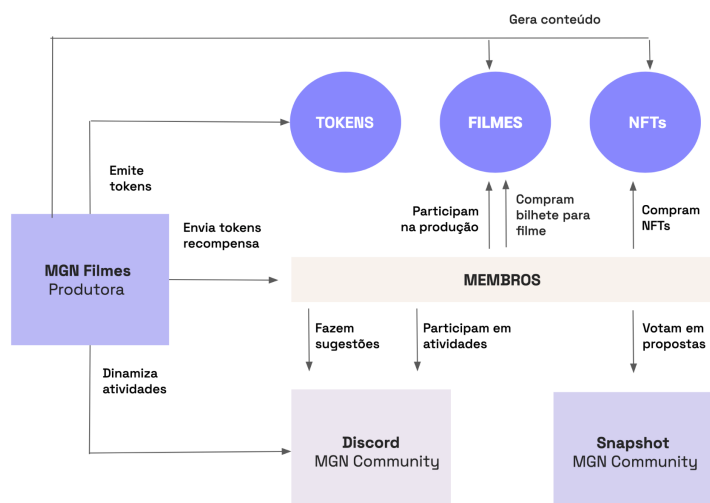 Gera conteúdo
TOKENS
FILMES
NFTs
Emite
tokens
Envia tokens
recompensa
Participam
na produção
Compram
bilhete para
filme
Compram
NFTs
MGN Filmes
Produtora
MEMBROS
Fazem
sugestões
Participam em
atividades
Votam em
propostas
Dinamiza
atividades
Discord
MGN Community
Snapshot
MGN Community